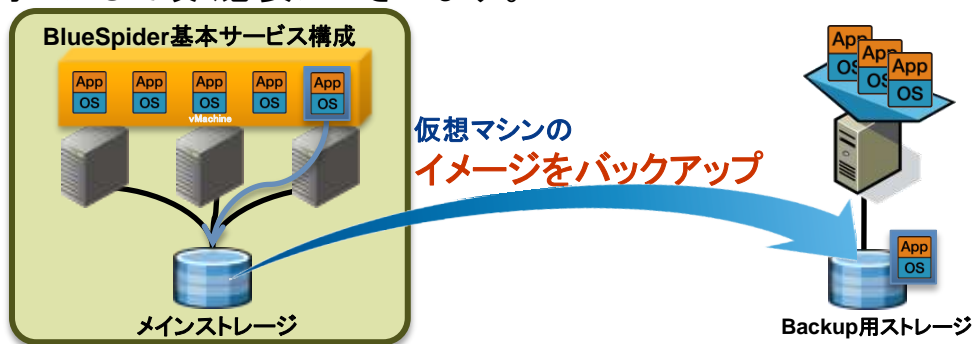 BlueSpider基本サービス構成
App
OS
App
OS
App
OS
App
OS
App
OS
vMachine
仮想マシンの
イメージをバックアップ
メインストレージ
App
OS
App
OS
App
OS
App
OS
Backup用ストレージ